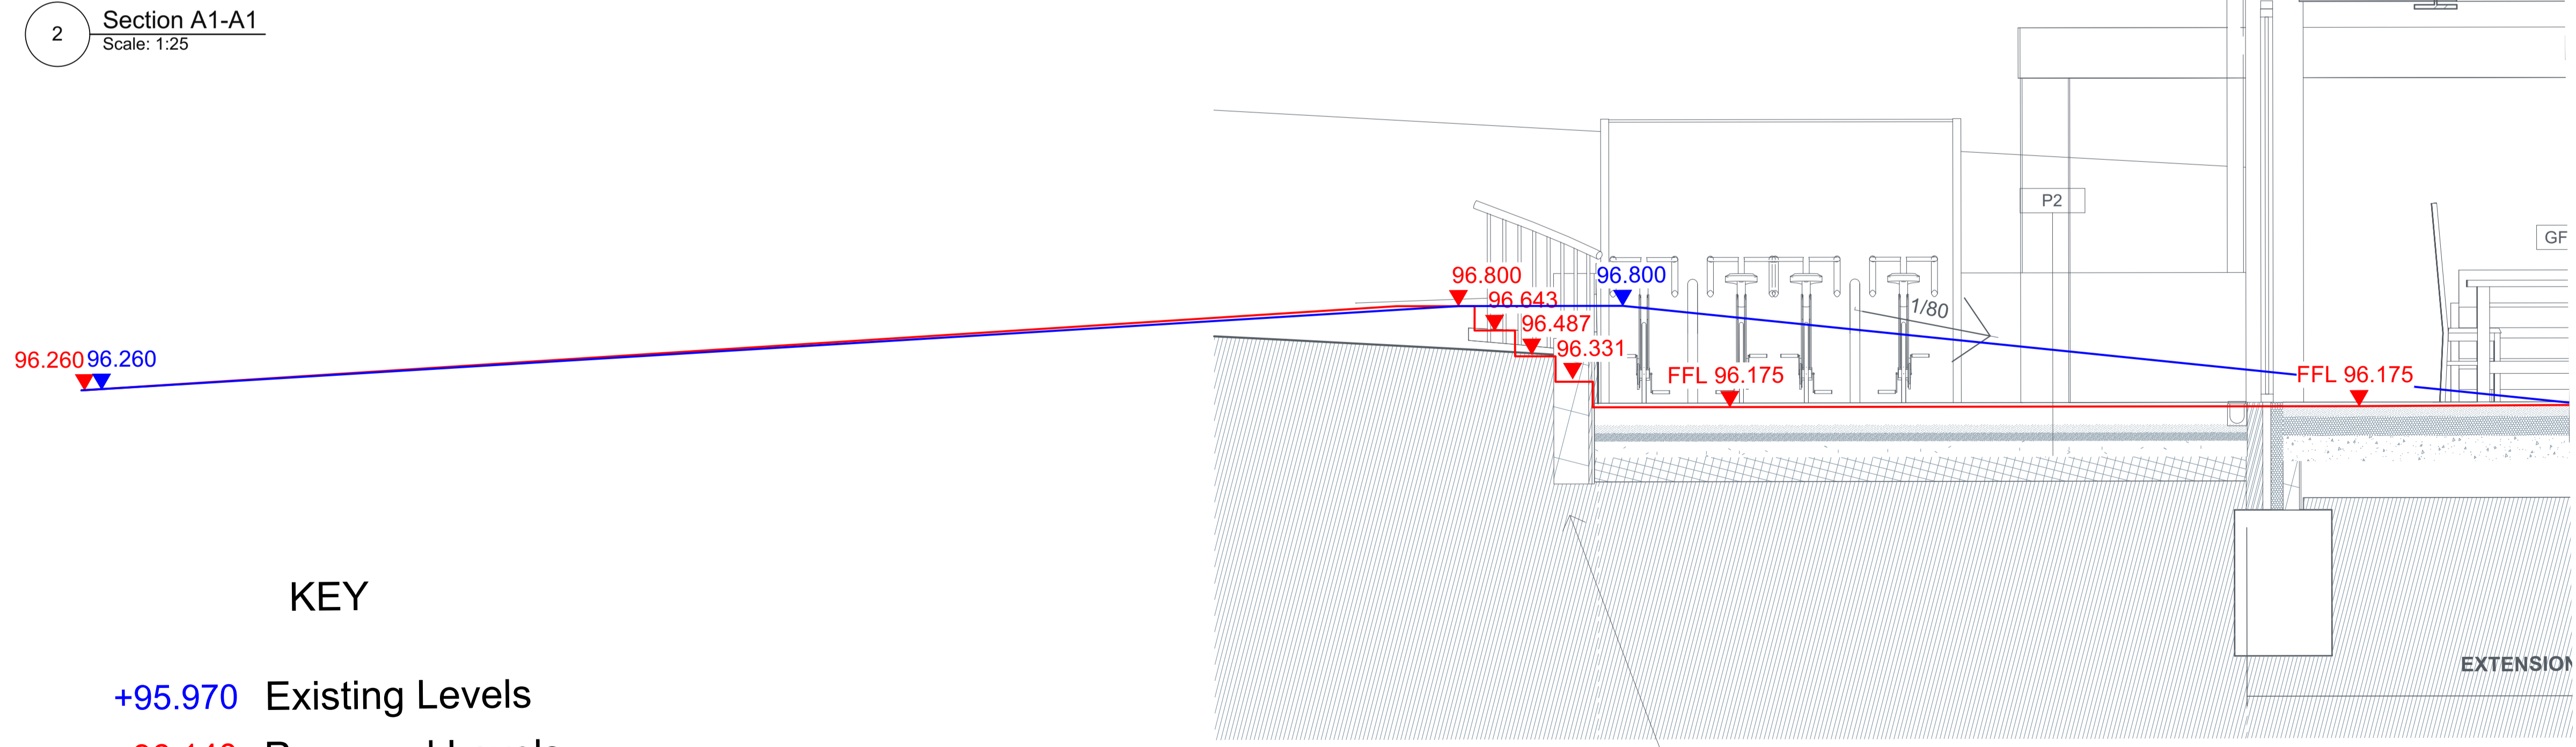 2
Section A1-A1
Scale: 1:25
P2
GF
96.800
96.800
96.643
1/80
96.487
96.331
96.260
96.260
FFL 96.175
FFL 96.175
KEY
EXTENSION
+95.970 Existing Levels